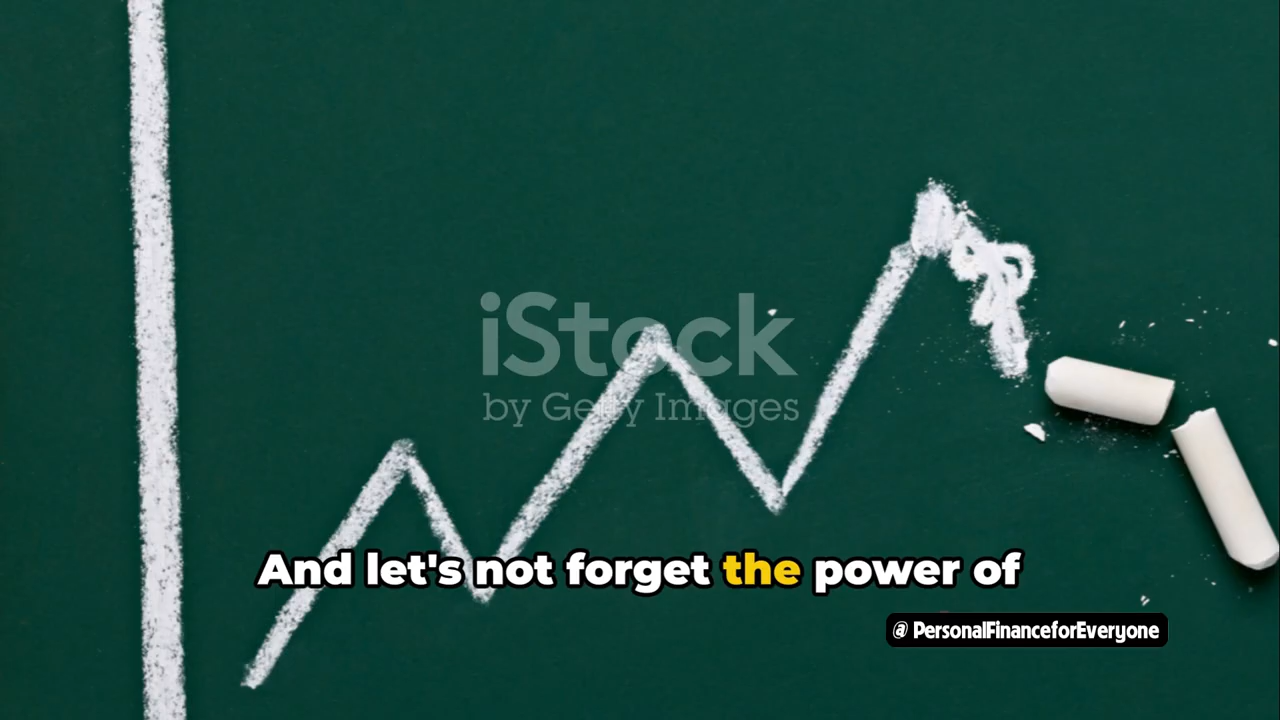 iStock
by Getty Images
And let's not forget the power of
@ PersonalFinanceforEveryone